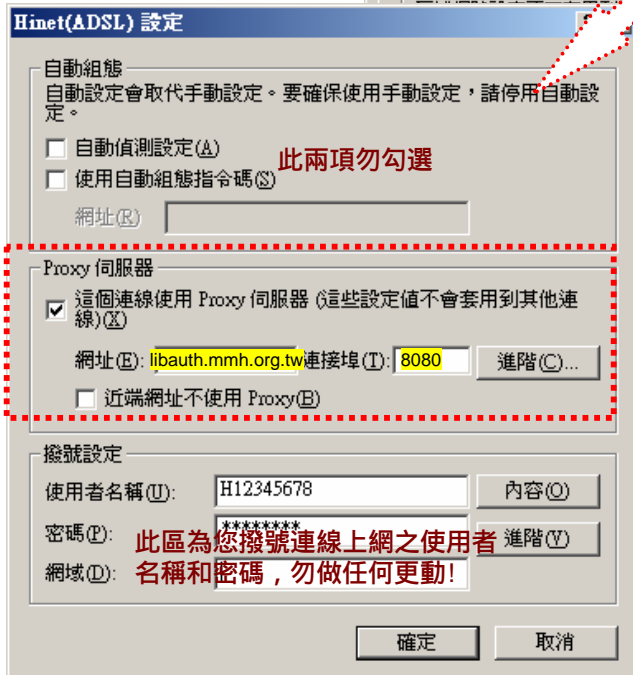 Hinet(ADSL) 設定
自動組態
自動設定會取代手動設定。要確保使用手動設定，請停用自動設
定。
自動偵測設定(A)
此兩項勿勾選
使用自動組態指令碼(S)
網址(R)
Proxy 伺服器
這個連線使用 Proxy 伺服器 (這些設定值不會套用到其他連
線)(X)
網址(E): libauth.mmh.org.tw 連接埠(T): 8080 進階(C)...
近端網址不使用 Proxy(B)
撥號設定
使用者名稱(U): H12345678 內容(O)
密碼(P): ******** 進階(V)
此區為您撥號連線上網之使用者
網域(D): 名稱和密碼，勿做任何更動!
確定 取消